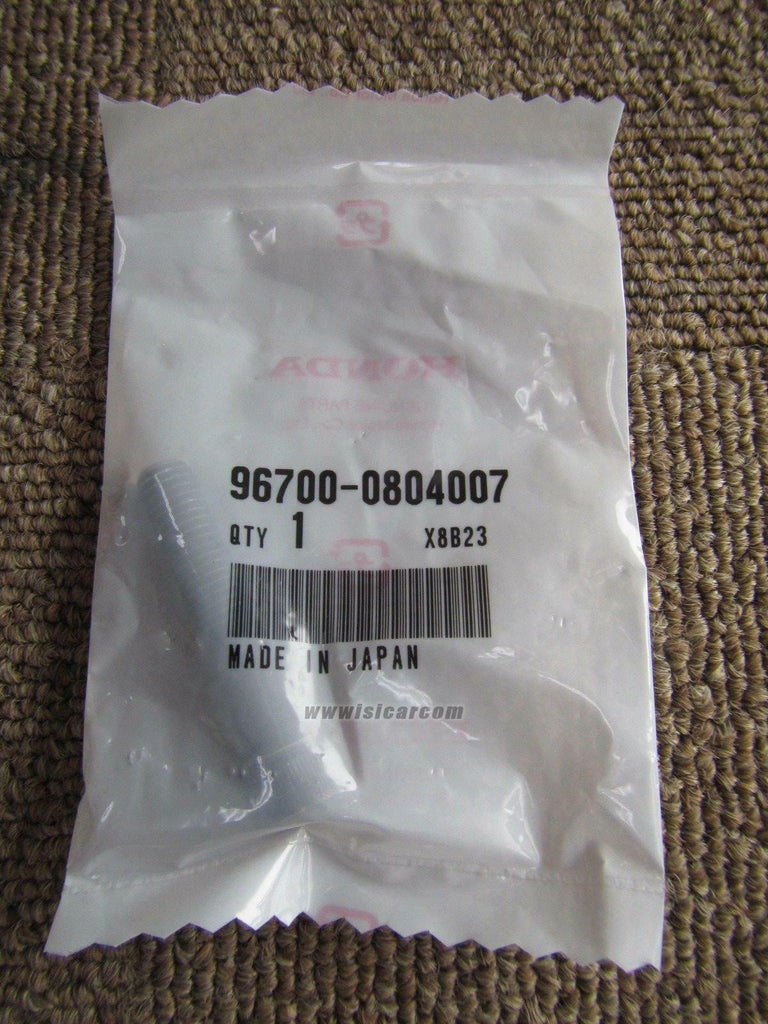 HONDA
96700-0804007
QTY 1 X8B23
MADE IN JAPAN
wwwisicarcom